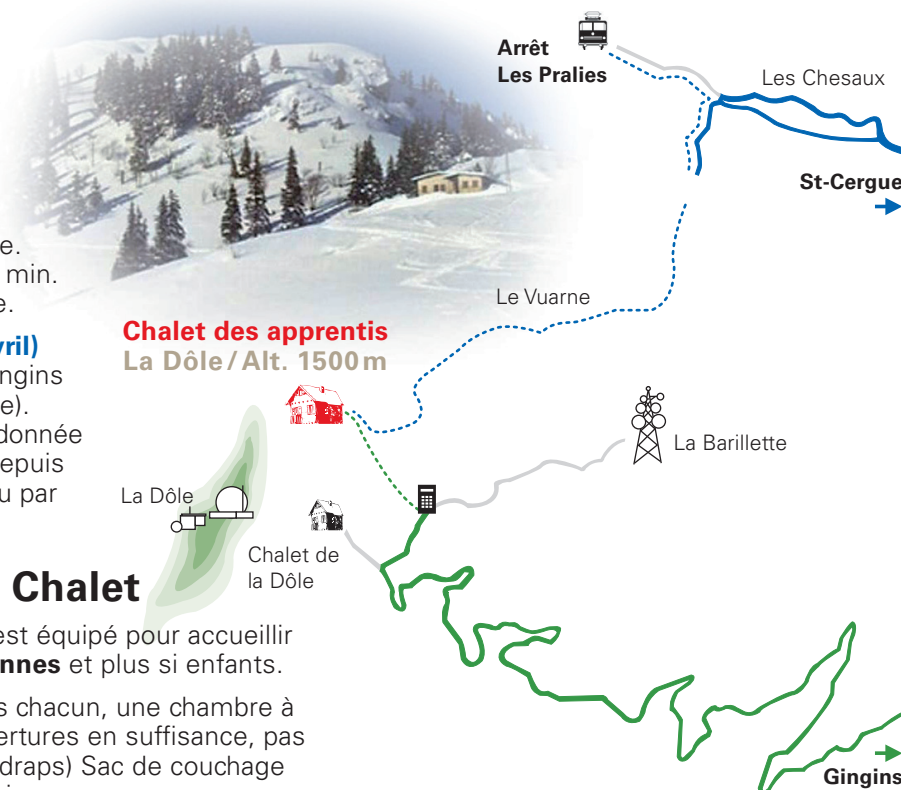 Arrêt
Les Pralies
Les Chesaux
St-Cergue
e.
min.
e.
Le Vuarne
Chalet des apprentis
La Dôle / Alt. 1500 m
vril)
ngins
e).
donnée
epuis
u par
La Barillette
La Dôle
Chalet de
la Dôle
Chalet
est équipé pour accueillir
nnes et plus si enfants.
s chacun, une chambre à
ertures en suffisance, pas
draps) Sac de couchage
Gingins